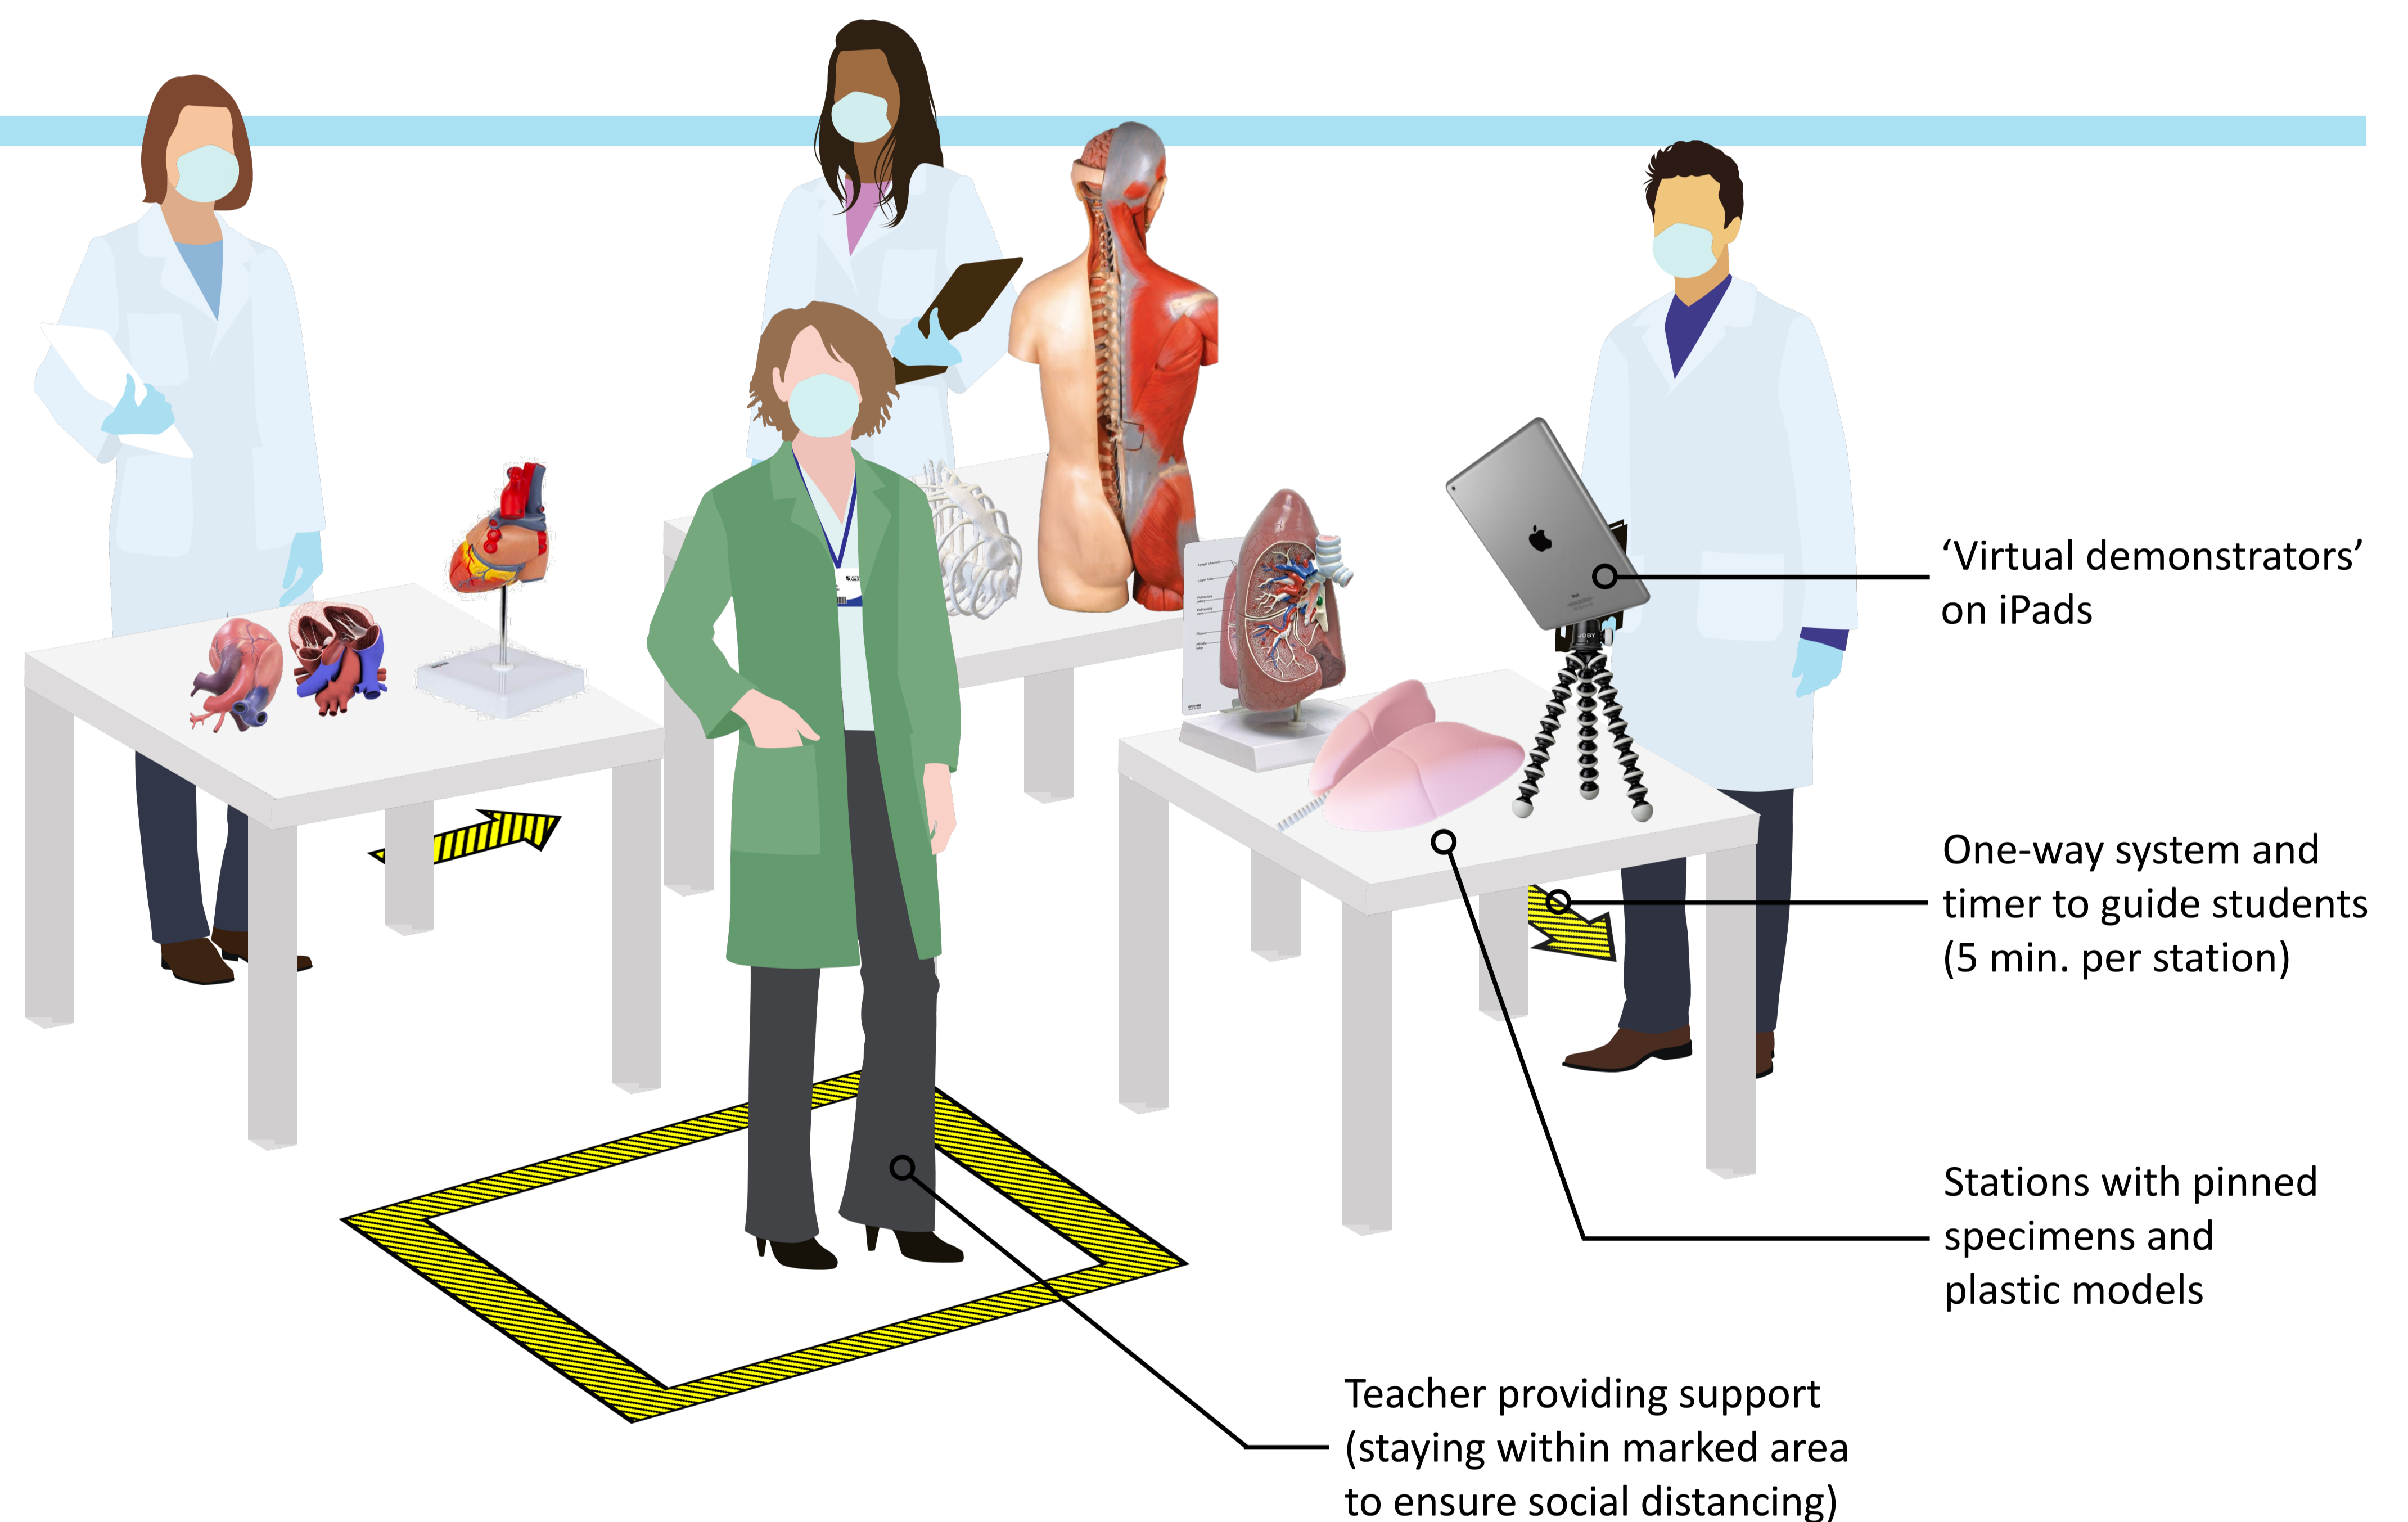 ‘Virtual demonstrators’
on iPads
JOBY
One-way system and
timer to guide students
(5 min. per station)
Stations with pinned
specimens and
plastic models
Teacher providing support
(staying within marked area
to ensure social distancing)